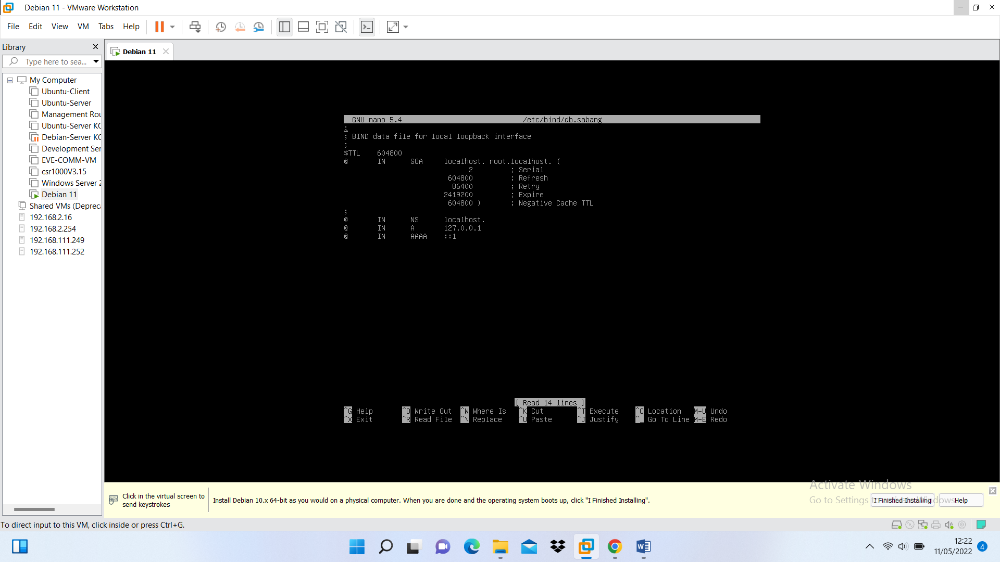 Debian 11 - VMware Workstation
File Edit View VM Tabs Help
Library
Type here to sea...
Debian 11
My Computer
Ubuntu-Client
Ubuntu-Server
Management Rou
Ubuntu-Server KC
Debian-Server KC
Development Ser
EVE-COMM-VM
csr1000V3.15
Windows Server 2
Debian 11
Shared VMs (Depreca
192.168.2.16
192.168.2.254
192.168.111.249
192.168.111.252
GNU nano 5.4 /etc/bind/db.sabang
;
; BIND data file for local loopback interface
;
$TTL 604800
@ IN SOA localhost. root.localhost. (
2 ; Serial
604800 ; Refresh
86400 ; Retry
2419200 ; Expire
604800 ) ; Negative Cache TTL
;
@ IN NS localhost.
@ IN A 127.0.0.1
@ IN AAAA ::1
[ Read 14 lines ]
^G Help ^O Write Out ^W Where Is ^K Cut ^T Execute ^C Location M-U Undo
^X Exit ^R Read File ^\ Replace ^U Paste ^J Justify ^_ Go To Line M-E Redo
Click in the virtual screen to
send keystrokes
Install Debian 10.x 64-bit as you would on a physical computer. When you are done and the operating system boots up, click "I Finished Installing".
Activate Windows
Go to Settings to activate Windows.
I Finished Installing
Help
To direct input to this VM, click inside or press Ctrl+G.
12:22
11/05/2022
4